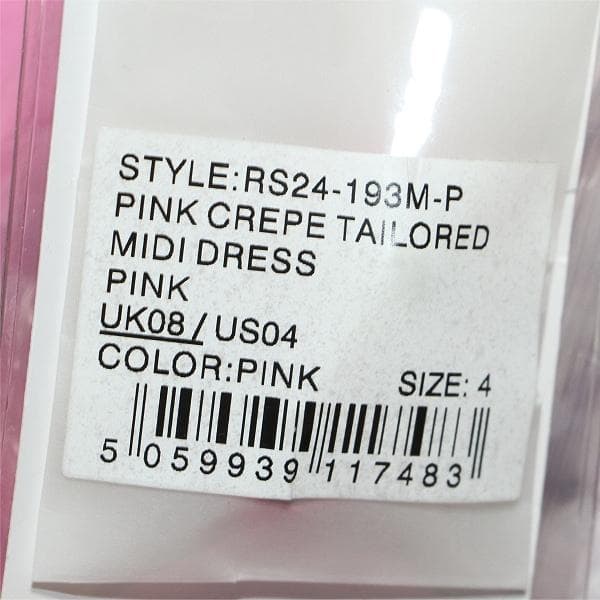 STYLE:RS24-193M-P
PINK CREPE TAILORED
MIDI DRESS
PINK
UK08 / US04
COLOR:PINK SIZE: 4
5 059939 117483